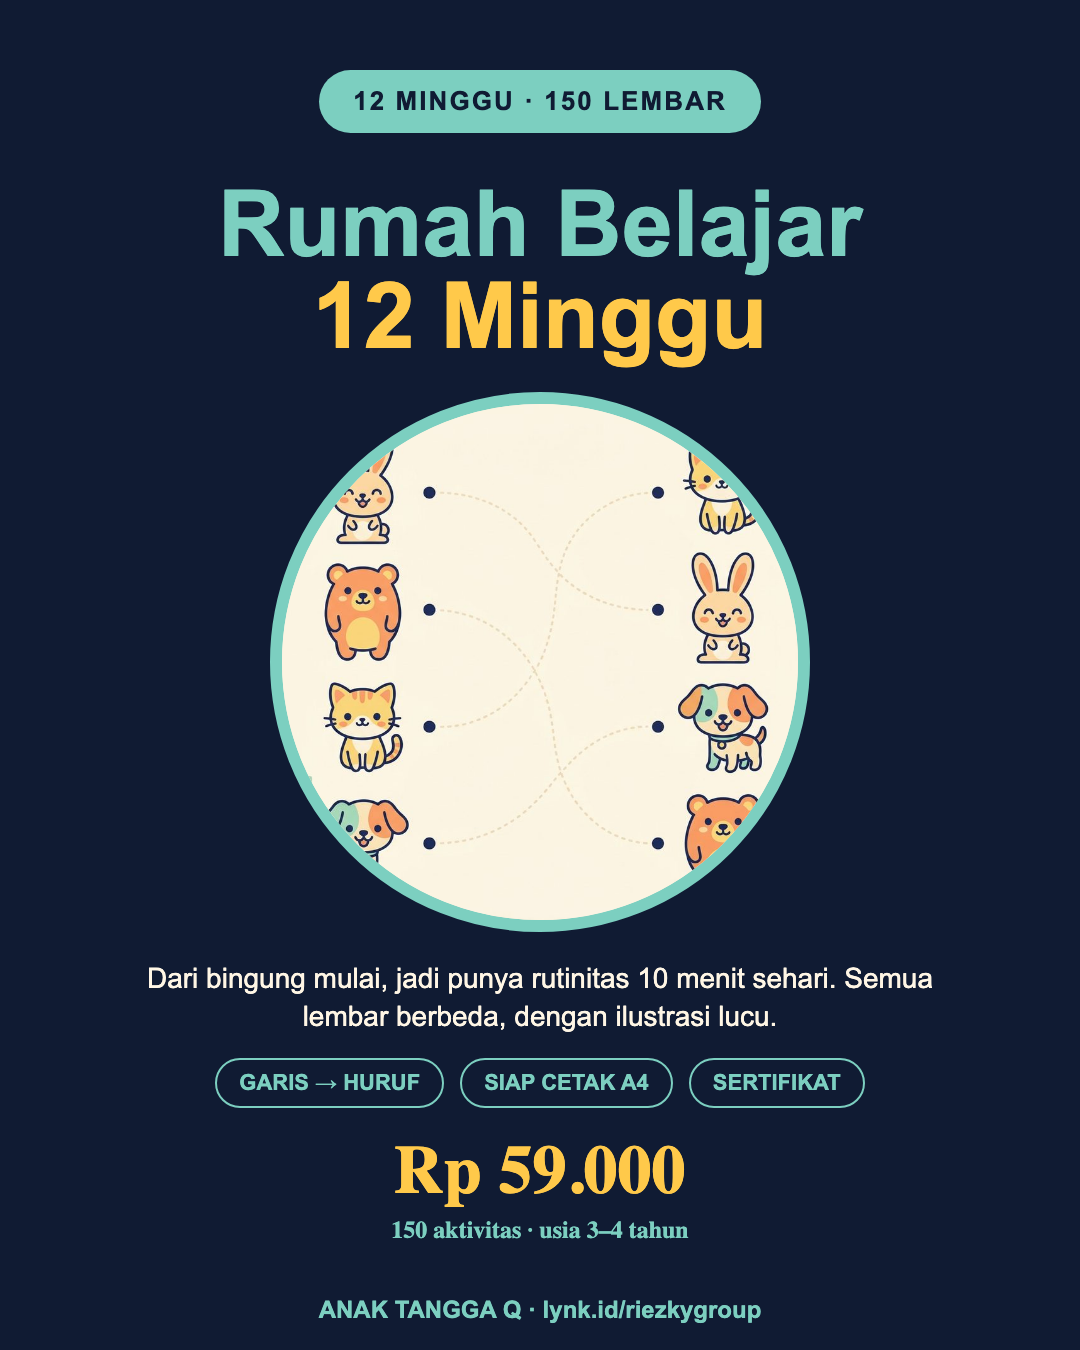 12 MINGGU · 150 LEMBAR
Rumah Belajar
12 Minggu
Dari bingung mulai, jadi punya rutinitas 10 menit sehari. Semua
lembar berbeda, dengan ilustrasi lucu.
GARIS → HURUF
SIAP CETAK A4
SERTIFIKAT
Rp 59.000
150 aktivitas · usia 3–4 tahun
ANAK TANGGA Q · lynk.id/riezkygroup